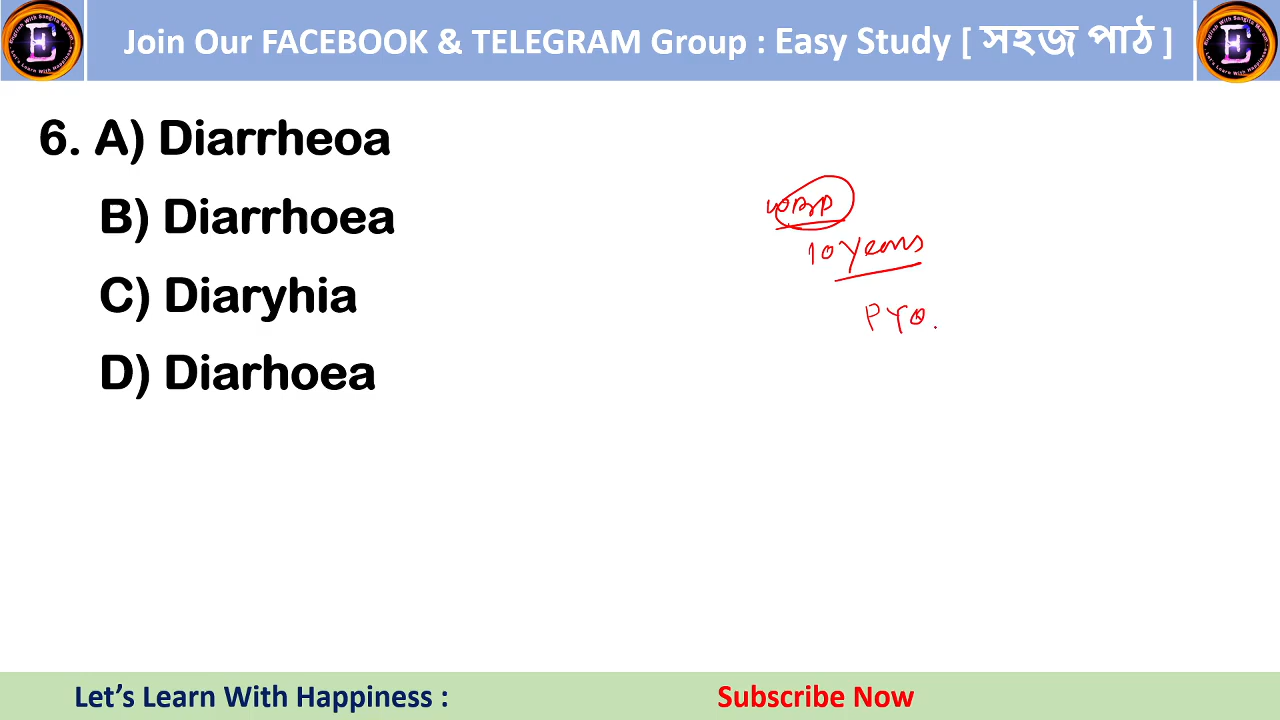 Join Our FACEBOOK & TELEGRAM Group : Easy Study [ সহজ পাঠ ]
6. A) Diarrheoa
B) Diarrhoea
C) Diaryhia
D) Diarhoea
10 Years
PYQ.
Let's Learn With Happiness :
Subscribe Now